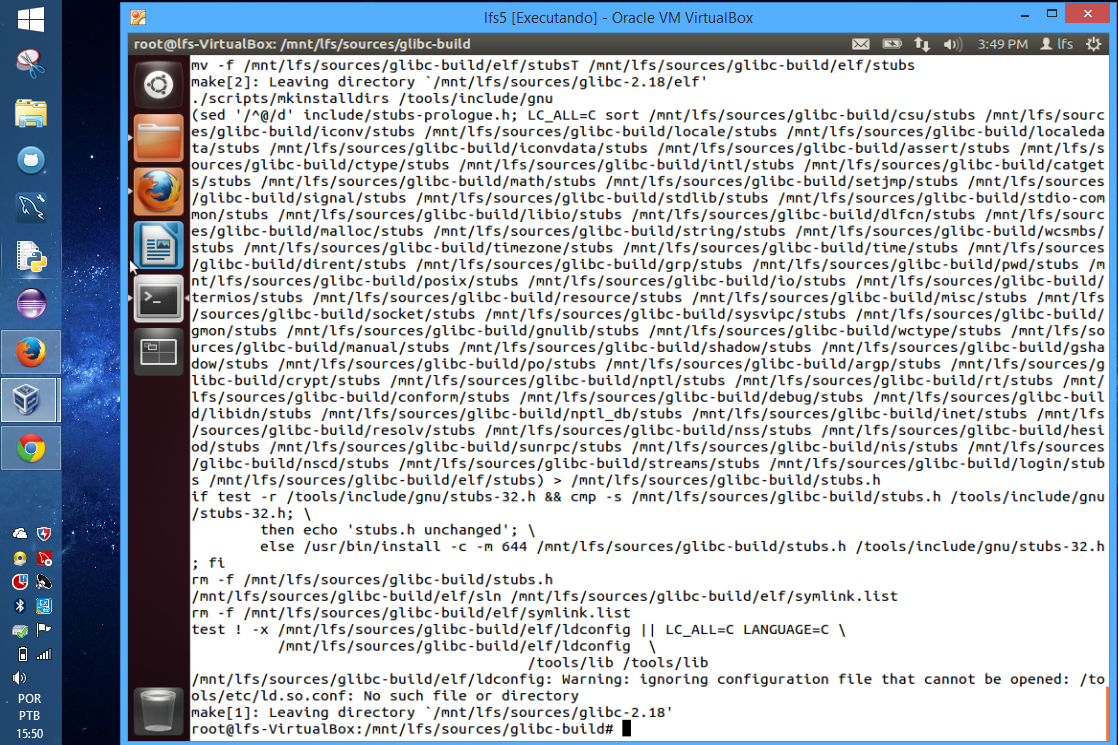 lfs5 [Executando] - Oracle VM VirtualBox
root@lfs-VirtualBox: /mnt/lfs/sources/glibc-build
3:49 PM
lfs
mv -f /mnt/lfs/sources/glibc-build/elf/stubsT /mnt/lfs/sources/glibc-build/elf/stubs
make[2]: Leaving directory `/mnt/lfs/sources/glibc-2.18/elf'
./scripts/mkinstalldirs /tools/include/gnu
(sed '/^@/d' include/stubs-prologue.h; LC_ALL=C sort /mnt/lfs/sources/glibc-build/csu/stubs /mnt/lfs/sourc
es/glibc-build/iconv/stubs /mnt/lfs/sources/glibc-build/locale/stubs /mnt/lfs/sources/glibc-build/localeda
ta/stubs /mnt/lfs/sources/glibc-build/iconvdata/stubs /mnt/lfs/sources/glibc-build/assert/stubs /mnt/lfs/s
ources/glibc-build/ctype/stubs /mnt/lfs/sources/glibc-build/intl/stubs /mnt/lfs/sources/glibc-build/catget
s/stubs /mnt/lfs/sources/glibc-build/math/stubs /mnt/lfs/sources/glibc-build/setjmp/stubs /mnt/lfs/sources
/glibc-build/signal/stubs /mnt/lfs/sources/glibc-build/stdlib/stubs /mnt/lfs/sources/glibc-build/stdio-com
mon/stubs /mnt/lfs/sources/glibc-build/libio/stubs /mnt/lfs/sources/glibc-build/dlfcn/stubs /mnt/lfs/sourc
es/glibc-build/malloc/stubs /mnt/lfs/sources/glibc-build/string/stubs /mnt/lfs/sources/glibc-build/wcsmbs/
stubs /mnt/lfs/sources/glibc-build/timezone/stubs /mnt/lfs/sources/glibc-build/time/stubs /mnt/lfs/sources
/glibc-build/dirent/stubs /mnt/lfs/sources/glibc-build/grp/stubs /mnt/lfs/sources/glibc-build/pwd/stubs /m
nt/lfs/sources/glibc-build/posix/stubs /mnt/lfs/sources/glibc-build/io/stubs /mnt/lfs/sources/glibc-build/
termios/stubs /mnt/lfs/sources/glibc-build/resource/stubs /mnt/lfs/sources/glibc-build/misc/stubs /mnt/lfs
/sources/glibc-build/socket/stubs /mnt/lfs/sources/glibc-build/sysvipc/stubs /mnt/lfs/sources/glibc-build/
gmon/stubs /mnt/lfs/sources/glibc-build/gnulib/stubs /mnt/lfs/sources/glibc-build/wctype/stubs /mnt/lfs/so
urces/glibc-build/manual/stubs /mnt/lfs/sources/glibc-build/shadow/stubs /mnt/lfs/sources/glibc-build/gsha
dow/stubs /mnt/lfs/sources/glibc-build/po/stubs /mnt/lfs/sources/glibc-build/argp/stubs /mnt/lfs/sources/g
libc-build/crypt/stubs /mnt/lfs/sources/glibc-build/nptl/stubs /mnt/lfs/sources/glibc-build/rt/stubs /mnt/
lfs/sources/glibc-build/conform/stubs /mnt/lfs/sources/glibc-build/debug/stubs /mnt/lfs/sources/glibc-buil
d/libidn/stubs /mnt/lfs/sources/glibc-build/nptl_db/stubs /mnt/lfs/sources/glibc-build/inet/stubs /mnt/lfs
/sources/glibc-build/resolv/stubs /mnt/lfs/sources/glibc-build/nss/stubs /mnt/lfs/sources/glibc-build/hesi
od/stubs /mnt/lfs/sources/glibc-build/sunrpc/stubs /mnt/lfs/sources/glibc-build/nis/stubs /mnt/lfs/sources
/glibc-build/nscd/stubs /mnt/lfs/sources/glibc-build/streams/stubs /mnt/lfs/sources/glibc-build/login/stub
s /mnt/lfs/sources/glibc-build/elf/stubs) > /mnt/lfs/sources/glibc-build/stubs.h
if test -r /tools/include/gnu/stubs-32.h && cmp -s /mnt/lfs/sources/glibc-build/stubs.h /tools/include/gnu
/stubs-32.h; \
then echo 'stubs.h unchanged'; \
else /usr/bin/install -c -m 644 /mnt/lfs/sources/glibc-build/stubs.h /tools/include/gnu/stubs-32.h
; fi
rm -f /mnt/lfs/sources/glibc-build/stubs.h
/mnt/lfs/sources/glibc-build/elf/sln /mnt/lfs/sources/glibc-build/elf/symlink.list
rm -f /mnt/lfs/sources/glibc-build/elf/symlink.list
test ! -x /mnt/lfs/sources/glibc-build/elf/ldconfig || LC_ALL=C LANGUAGE=C \
/mnt/lfs/sources/glibc-build/elf/ldconfig \
/tools/lib /tools/lib
/mnt/lfs/sources/glibc-build/elf/ldconfig: Warning: ignoring configuration file that cannot be opened: /to
ols/etc/ld.so.conf: No such file or directory
make[1]: Leaving directory `/mnt/lfs/sources/glibc-2.18'
root@lfs-VirtualBox:/mnt/lfs/sources/glibc-build#
POR
PTB
15:50